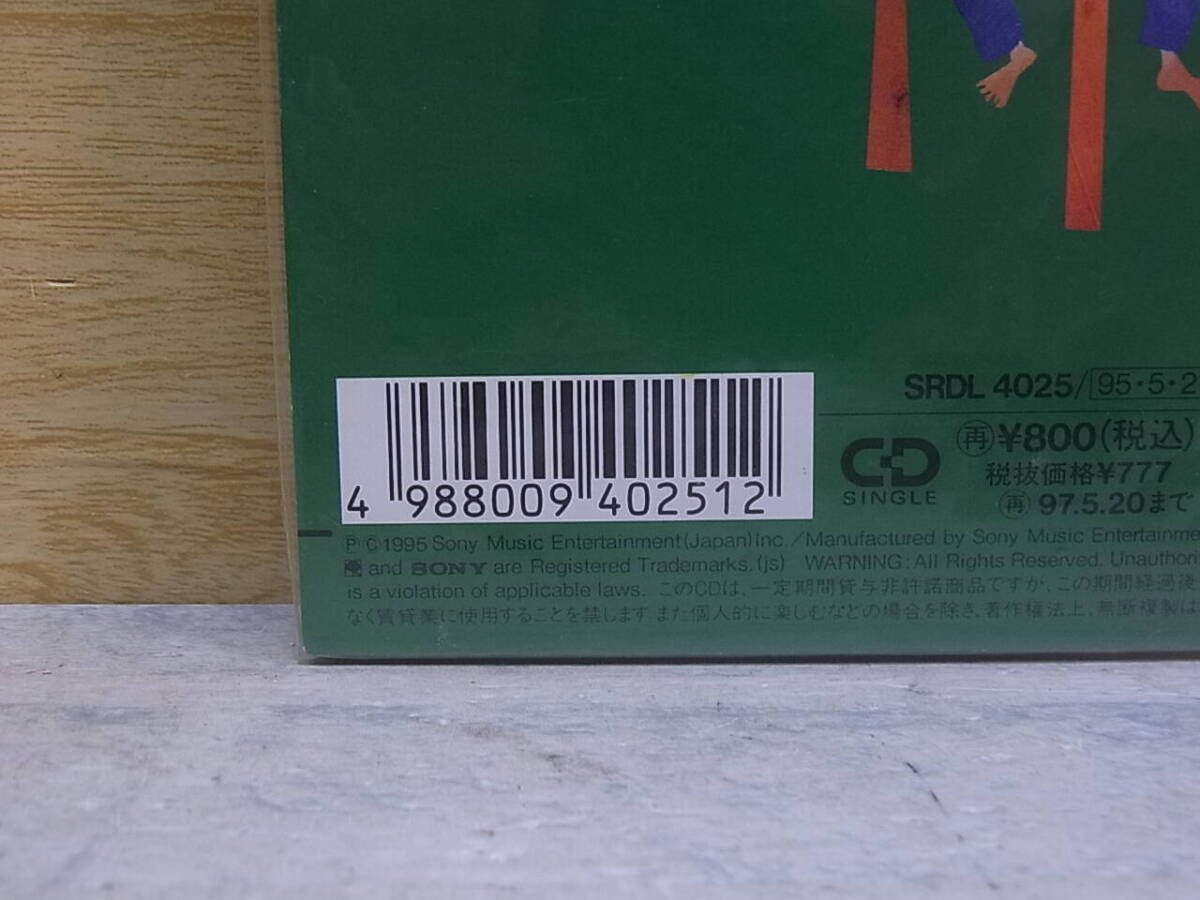 SRDL 4025/95・5・2
再¥800(税込)
CD
SINGLE
税抜価格¥777
再 97.5.20まで
4 988009 402512
Ⓟ©1995 Sony Music Entertainment(Japan)Inc./Manufactured by Sony Music Entertainme
and SONY are Registered Trademarks.(js) WARNING: All Rights Reserved. Unauthor
is a violation of applicable laws. このCDは、一定期間貸与非許諾商品ですが、この期間経過後
なく賃貸業に使用することを禁します また個人的に楽しむなどの場合を除き、著作権法上、無断複製は